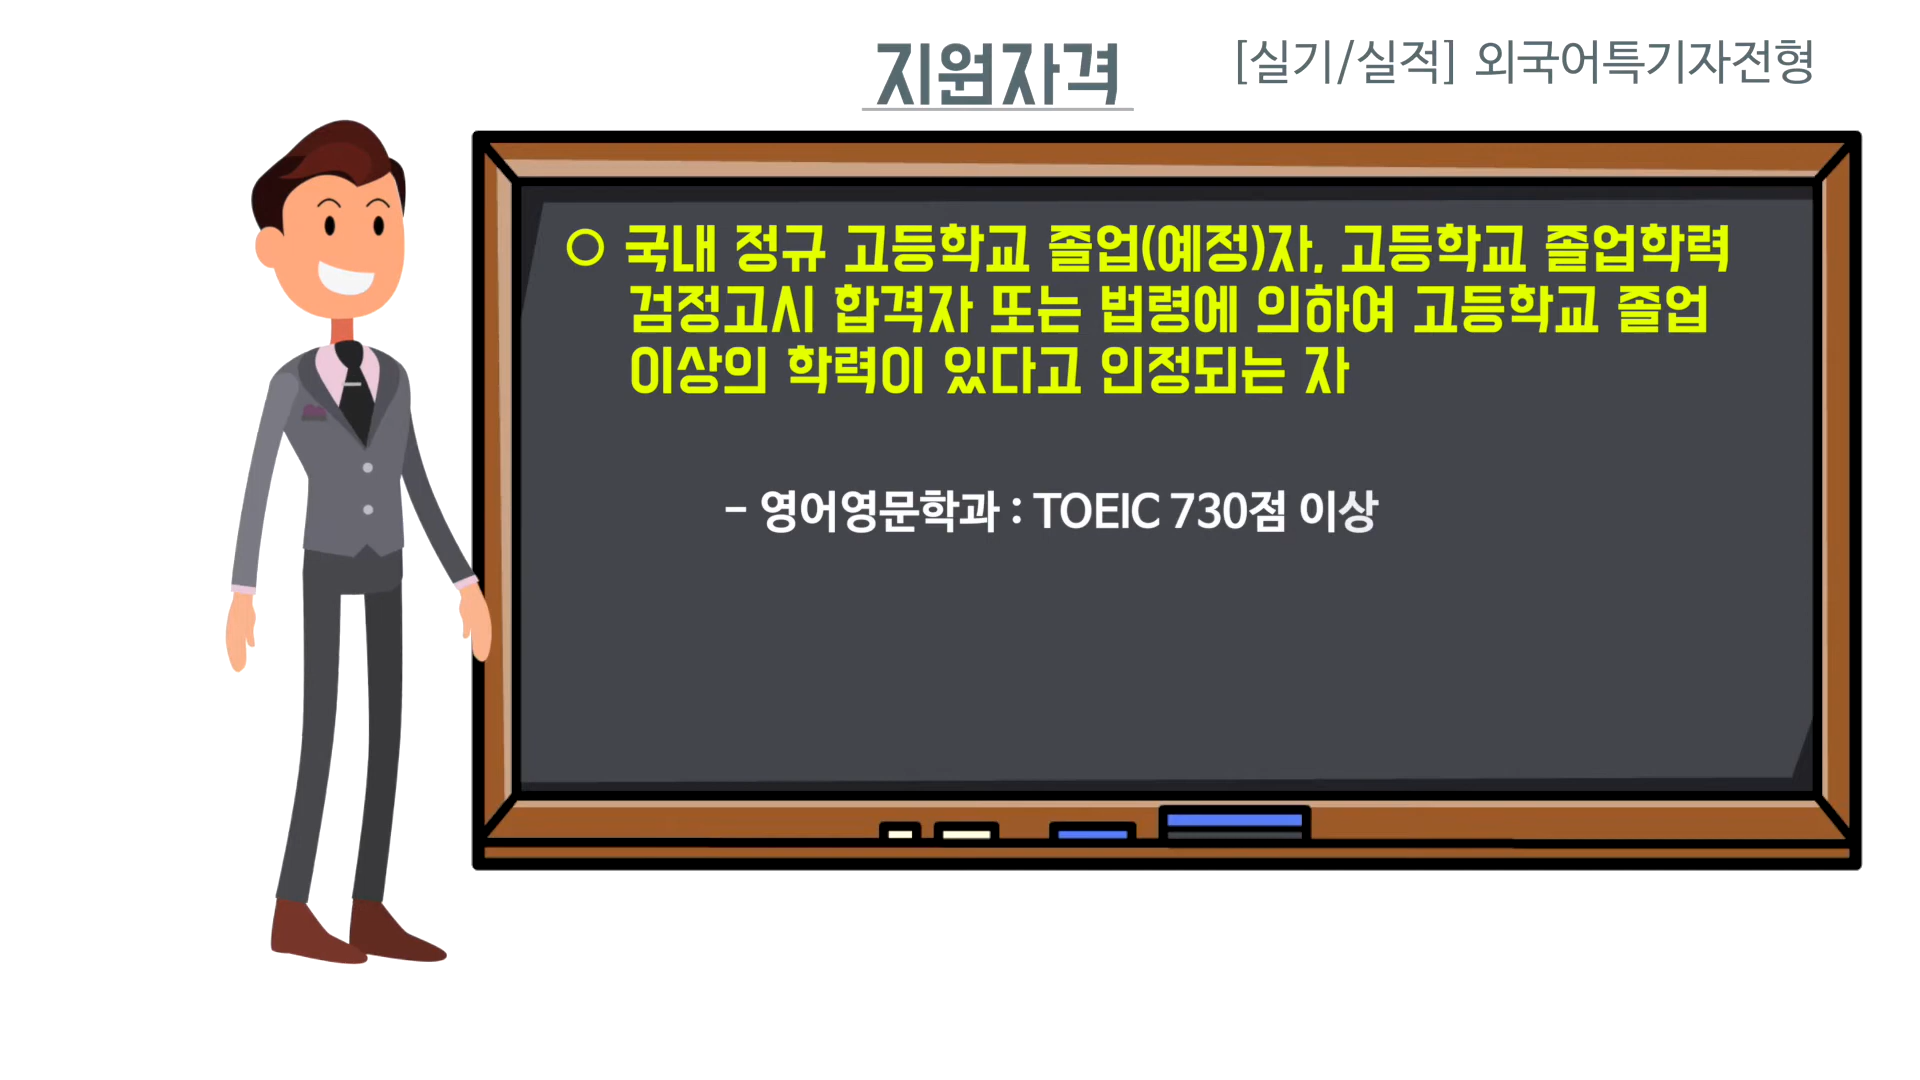 지원자격
[실기/실적] 외국어특기자전형
○ 국내 정규 고등학교 졸업(예정)자, 고등학교 졸업학력
검정고시 합격자 또는 법령에 의하여 고등학교 졸업
이상의 학력이 있다고 인정되는 자
- 영어영문학과 : TOEIC 730점 이상